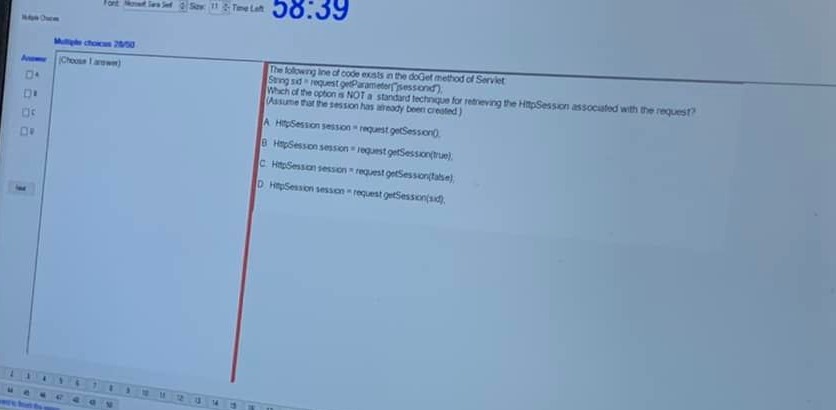 Font: Microsoft Sans Serif Size: 11 Time Left: 58:39
Multiple Choices
Multiple choices 28/50
Answer
(Choose 1 answer)
The following line of code exists in the doGet method of Servlet
String sid = request.getParameter("jsessionid");
Which of the option is NOT a standard technique for retrieving the HttpSession associated with the request?
(Assume that the session has already been created.)
A. HttpSession session = request.getSession();
B. HttpSession session = request.getSession(true);
C. HttpSession session = request.getSession(false);
D. HttpSession session = request.getSession(sid);
A
B
C
D
Next
2 3 4 5 6 7 8 9 10 11 12 13 14 15 16
44 45 46 47 48 49 50